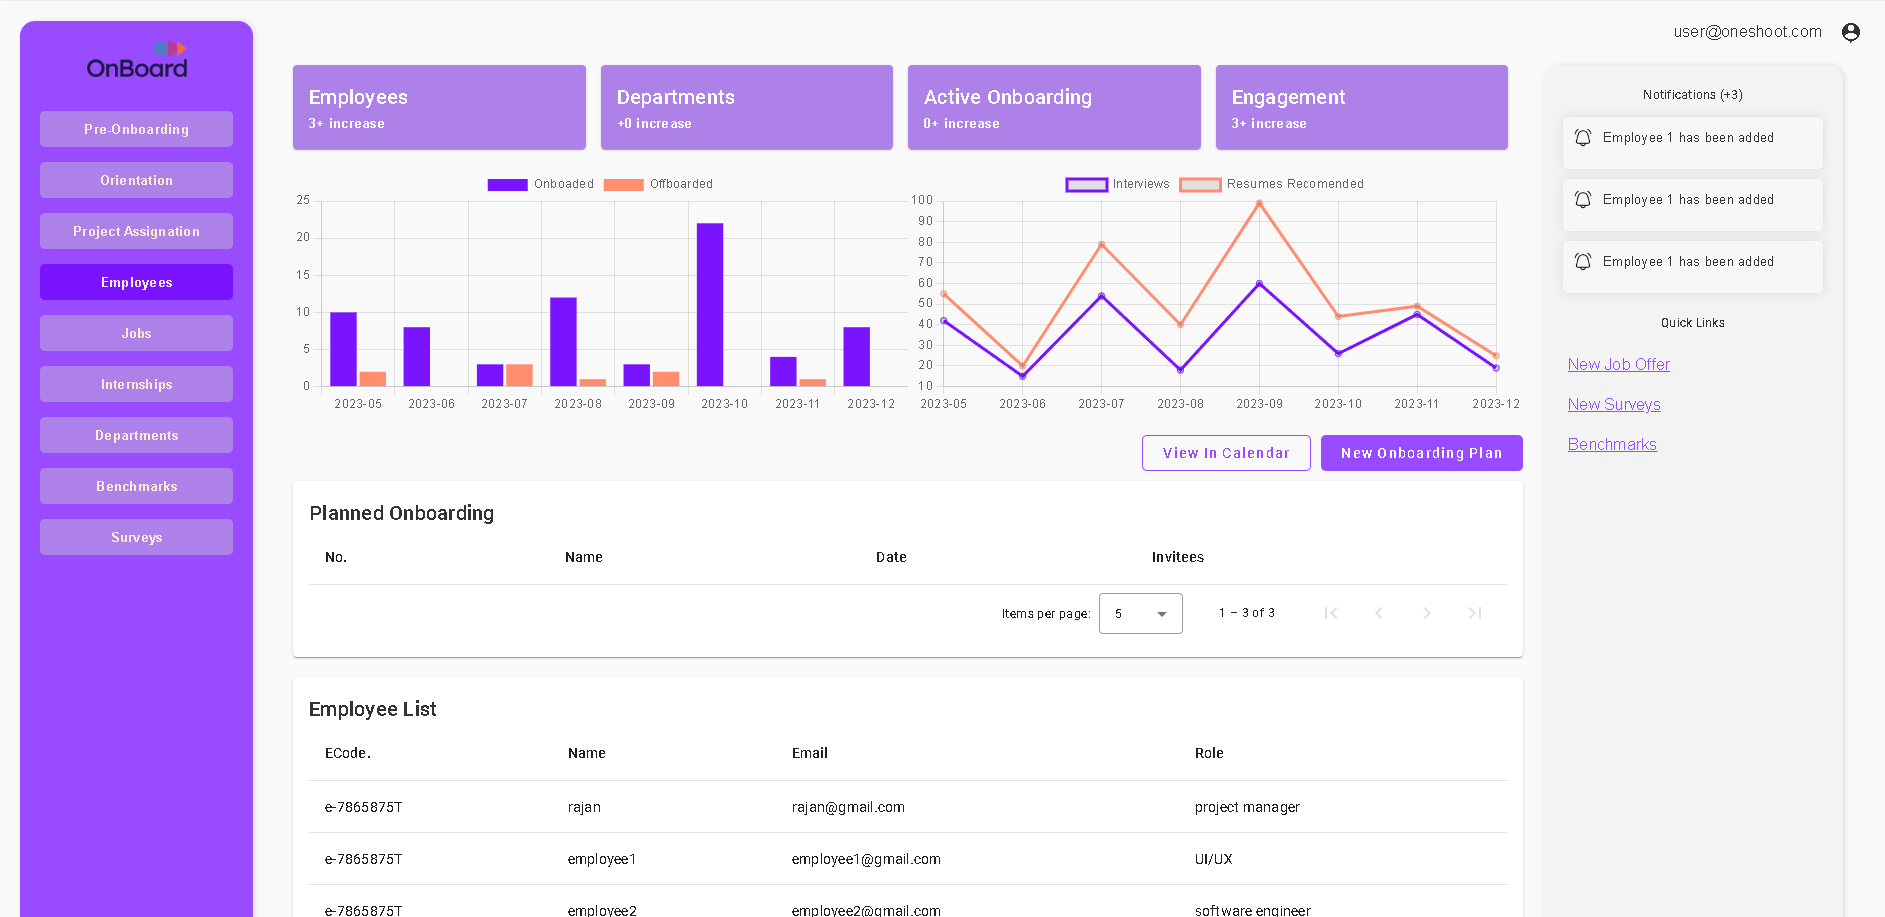 user@oneshoot.com
OnBoard
Pre-Onboarding
Orientation
Project Assignation
Employees
Jobs
Internships
Departments
Benchmarks
Surveys
Employees
3+ increase
Departments
+0 increase
Active Onboarding
0+ increase
Engagement
3+ increase
Onboaded Offboarded
25
20
15
10
5
0
2023-05 2023-06 2023-07 2023-08 2023-09 2023-10 2023-11 2023-12
Interviews Resumes Recomended
100
90
80
70
60
50
40
30
20
10
2023-05 2023-06 2023-07 2023-08 2023-09 2023-10 2023-11 2023-12
View In Calendar
New Onboarding Plan
Planned Onboarding
No. Name Date Invitees
Items per page: 5 1 – 3 of 3
Employee List
ECode. Name Email Role
e-7865875T rajan rajan@gmail.com project manager
e-7865875T employee1 employee1@gmail.com UI/UX
e-7865875T employee2 employee2@gmail.com software engineer
Notifications (+3)
Employee 1 has been added
Employee 1 has been added
Employee 1 has been added
Quick Links
New Job Offer
New Surveys
Benchmarks